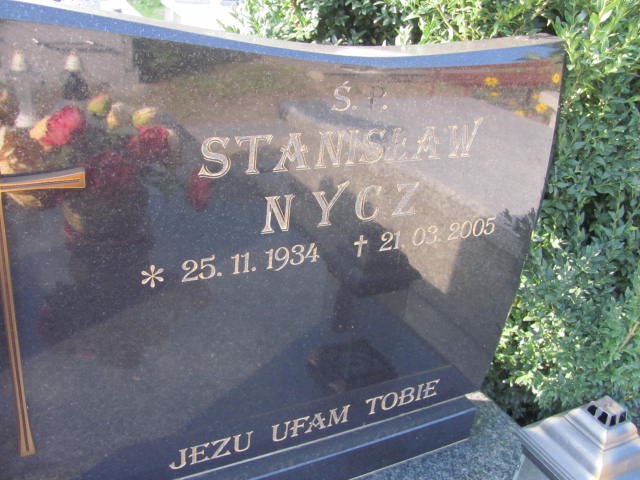 Ś. P.
STANISŁAW
NYCZ
* 25. 11. 1934 † 21. 03. 2005
JEZU UFAM TOBIE